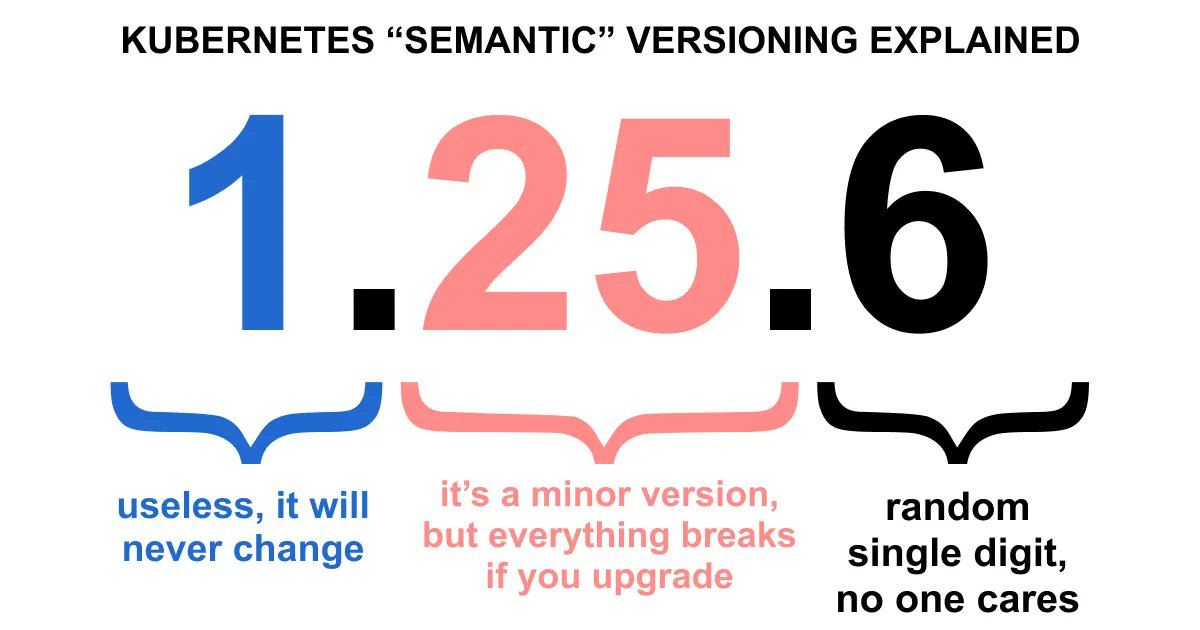 KUBERNETES “SEMANTIC” VERSIONING EXPLAINED
1.25.6
useless, it will
never change
it’s a minor version,
but everything breaks
if you upgrade
random
single digit,
no one cares